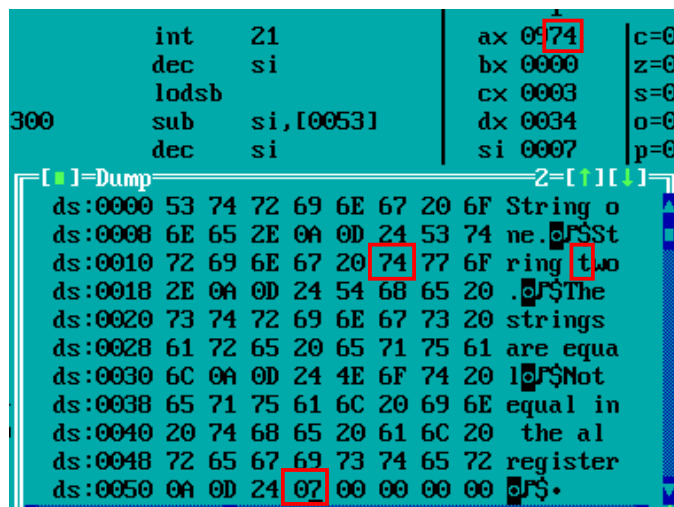 int 21 ax 0974 c=0
dec si bx 0000 z=0
lodsb cx 0003 s=0
300 sub si,[0053] dx 0034 o=0
dec si si 0007 p=0
[■]=Dump 2=[↑][↓]
ds:0000 53 74 72 69 6E 67 20 6F String o
ds:0008 6E 65 2E 0A 0D 24 53 74 ne.◙♪$St
ds:0010 72 69 6E 67 20 74 77 6F ring two
ds:0018 2E 0A 0D 24 54 68 65 20 .◙♪$The
ds:0020 73 74 72 69 6E 67 73 20 strings
ds:0028 61 72 65 20 65 71 75 61 are equa
ds:0030 6C 0A 0D 24 4E 6F 74 20 l◙♪$Not
ds:0038 65 71 75 61 6C 20 69 6E equal in
ds:0040 20 74 68 65 20 61 6C 20 the al
ds:0048 72 65 67 69 73 74 65 72 register
ds:0050 0A 0D 24 07 00 00 00 00 ◙♪$•